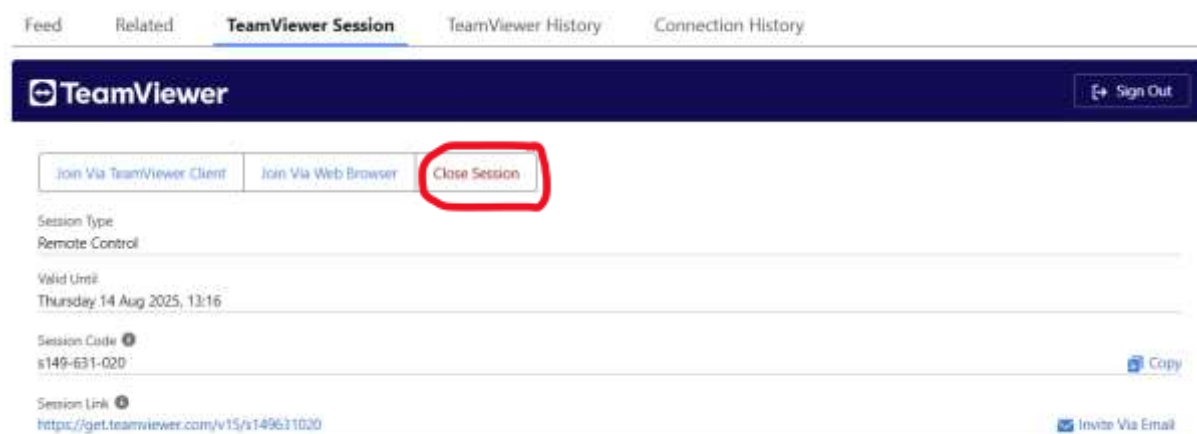 Feed Related TeamViewer Session TeamViewer History Connection History
TeamViewer Sign Out
Join Via TeamViewer Client Join Via Web Browser Close Session
Session Type
Remote Control
Valid Until
Thursday 14 Aug 2025, 13:16
Session Code
s149-631-020 Copy
Session Link
https://get.teamviewer.com/v15/s149631020 Invite Via Email